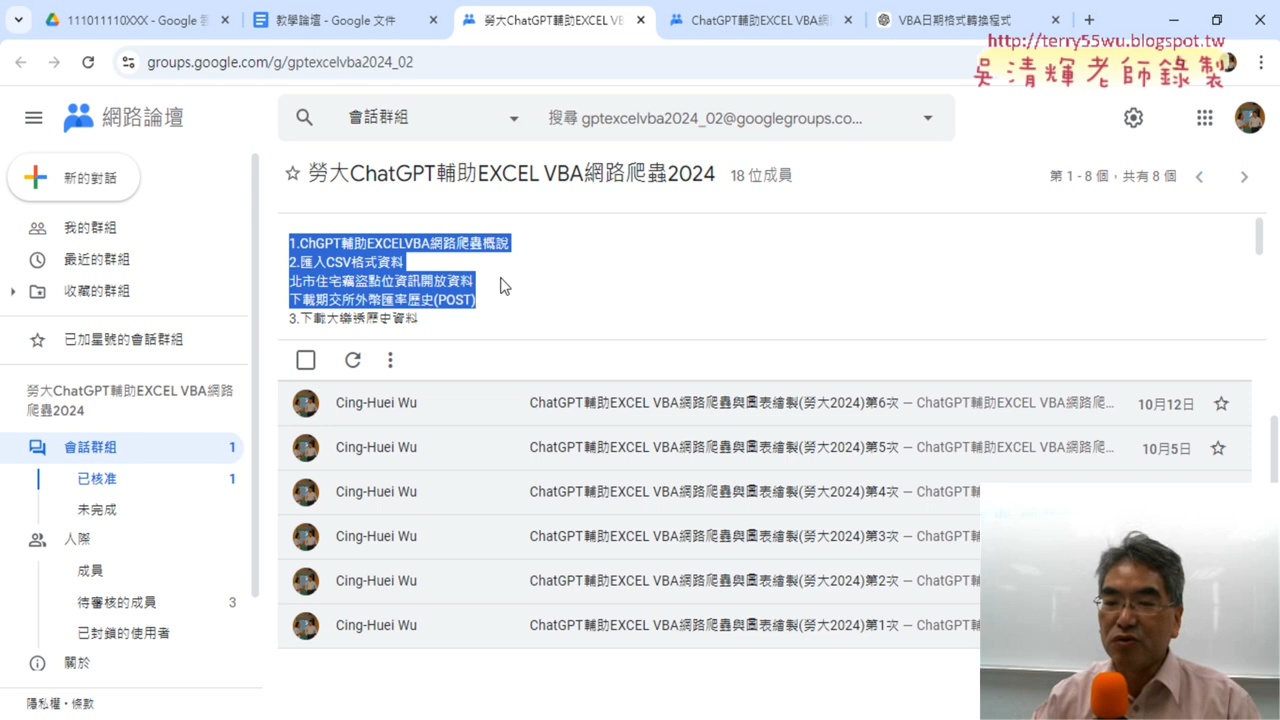 111011110XXX - Google 雲
教學論壇 - Google 文件
勞大ChatGPT輔助EXCEL VB
ChatGPT輔助EXCEL VBA網
VBA日期格式轉換程式
http://terry55wu.blogspot.tw
吳清輝老師錄製
groups.google.com/g/gptexcelvba2024_02
網路論壇
會話群組
搜尋 gptexcelvba2024_02@googlegroups.co...
新的對話
勞大ChatGPT輔助EXCEL VBA網路爬蟲2024
18 位成員
第 1 - 8 個，共有 8 個
我的群組
最近的群組
收藏的群組
已加星號的會話群組
勞大ChatGPT輔助EXCEL VBA網路
爬蟲2024
會話群組 1
已核准 1
未完成
人際
成員
待審核的成員 3
已封鎖的使用者
關於
隱私權 • 條款
1.ChGPT輔助EXCELVBA網路爬蟲概說
2.匯入CSV格式資料
北市住宅竊盜點位資訊開放資料
下載期交所外幣匯率歷史(POST)
3.下載大樂透歷史資料
Cing-Huei Wu ChatGPT輔助EXCEL VBA網路爬蟲與圖表繪製(勞大2024)第6次 — ChatGPT輔助EXCEL VBA網路爬... 10月12日
Cing-Huei Wu ChatGPT輔助EXCEL VBA網路爬蟲與圖表繪製(勞大2024)第5次 — ChatGPT輔助EXCEL VBA網路爬... 10月5日
Cing-Huei Wu ChatGPT輔助EXCEL VBA網路爬蟲與圖表繪製(勞大2024)第4次 — ChatGPT輔助EXCEL VBA網
Cing-Huei Wu ChatGPT輔助EXCEL VBA網路爬蟲與圖表繪製(勞大2024)第3次 — ChatGPT輔
Cing-Huei Wu ChatGPT輔助EXCEL VBA網路爬蟲與圖表繪製(勞大2024)第2次 — ChatGPT輔
Cing-Huei Wu ChatGPT輔助EXCEL VBA網路爬蟲與圖表繪製(勞大2024)第1次 — ChatGPT輔